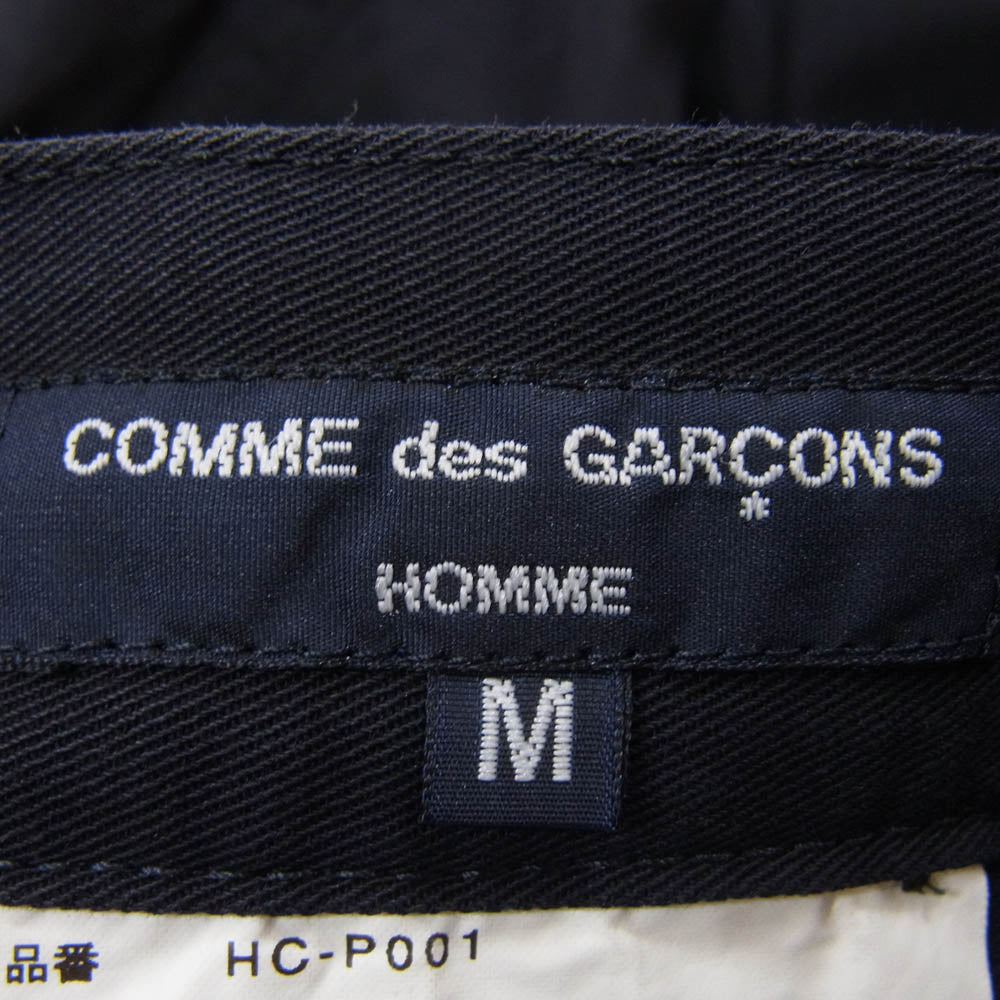 COMME des GARÇONS
HOMME
M
品番 HC-P001